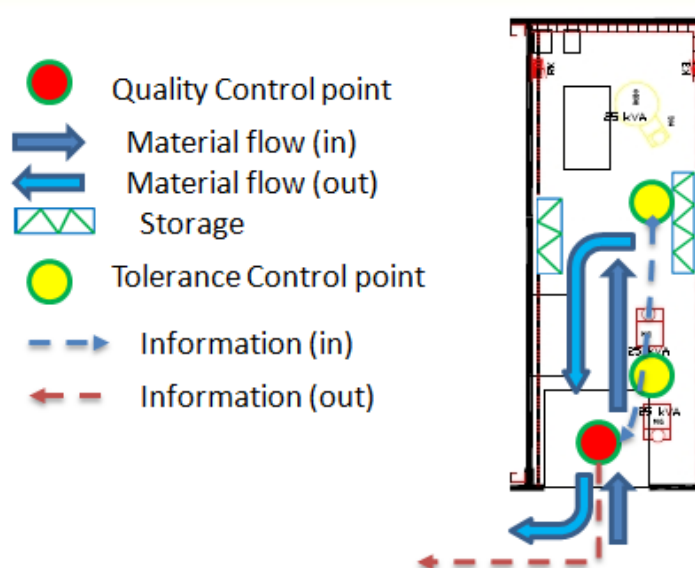 Quality Control point
Material flow (in)
Material flow (out)
Storage
Tolerance Control point
Information (in)
Information (out)
25 kVA
25 kVA
25 kVA